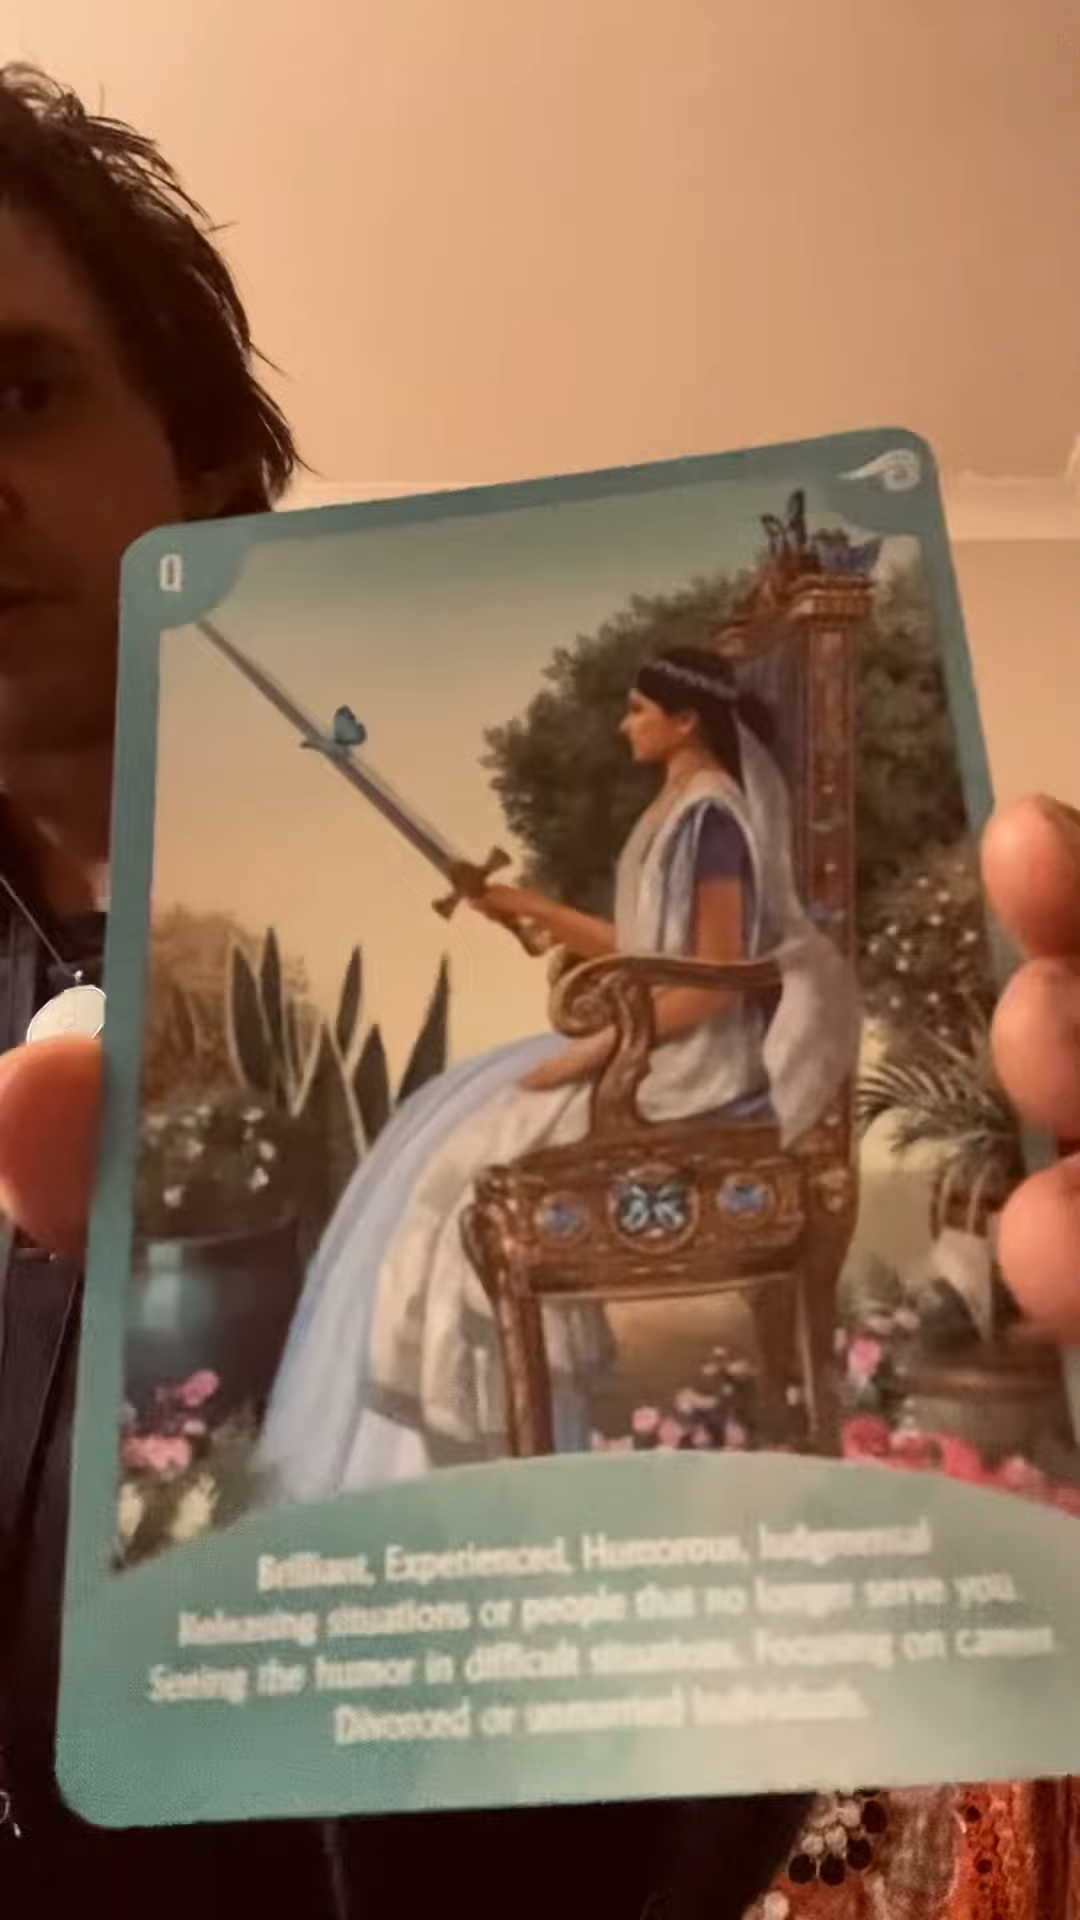 Q
Brilliant, Experienced, Humorous, Judgmental
Releasing situations or people that no longer serve you.
Seeing the humor in difficult situations. Focusing on career.
Divorced or unmarried individuals.